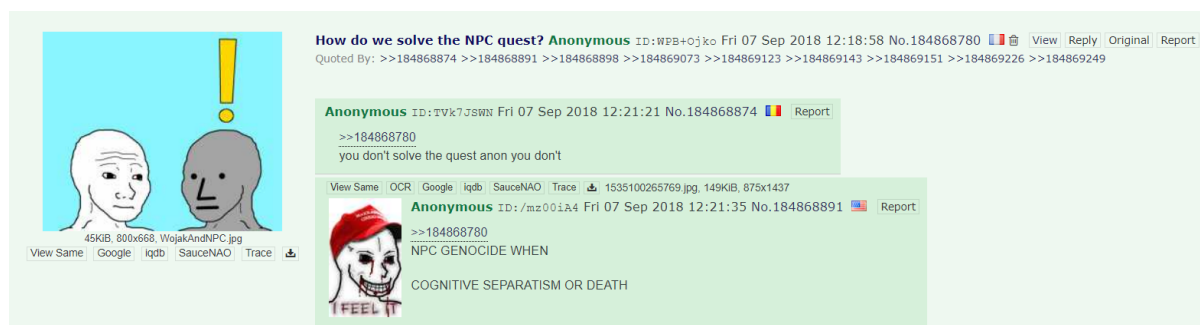 How do we solve the NPC quest? Anonymous ID:WPB+Ojko Fri 07 Sep 2018 12:18:58 No.184868780 View Reply Original Report
Quoted By: >>184868874 >>184868891 >>184868898 >>184869073 >>184869123 >>184869143 >>184869151 >>184869226 >>184869249
!
45KiB, 800x668, WojakAndNPC.jpg
View Same Google iqdb SauceNAO Trace
Anonymous ID:TVk7JSWN Fri 07 Sep 2018 12:21:21 No.184868874 Report
>>184868780
you don't solve the quest anon you don't
View Same OCR Google iqdb SauceNAO Trace 1535100265769.jpg, 149KiB, 875x1437
Anonymous ID:/mz00iA4 Fri 07 Sep 2018 12:21:35 No.184868891 Report
>>184868780
NPC GENOCIDE WHEN
COGNITIVE SEPARATISM OR DEATH
I FEEL IT